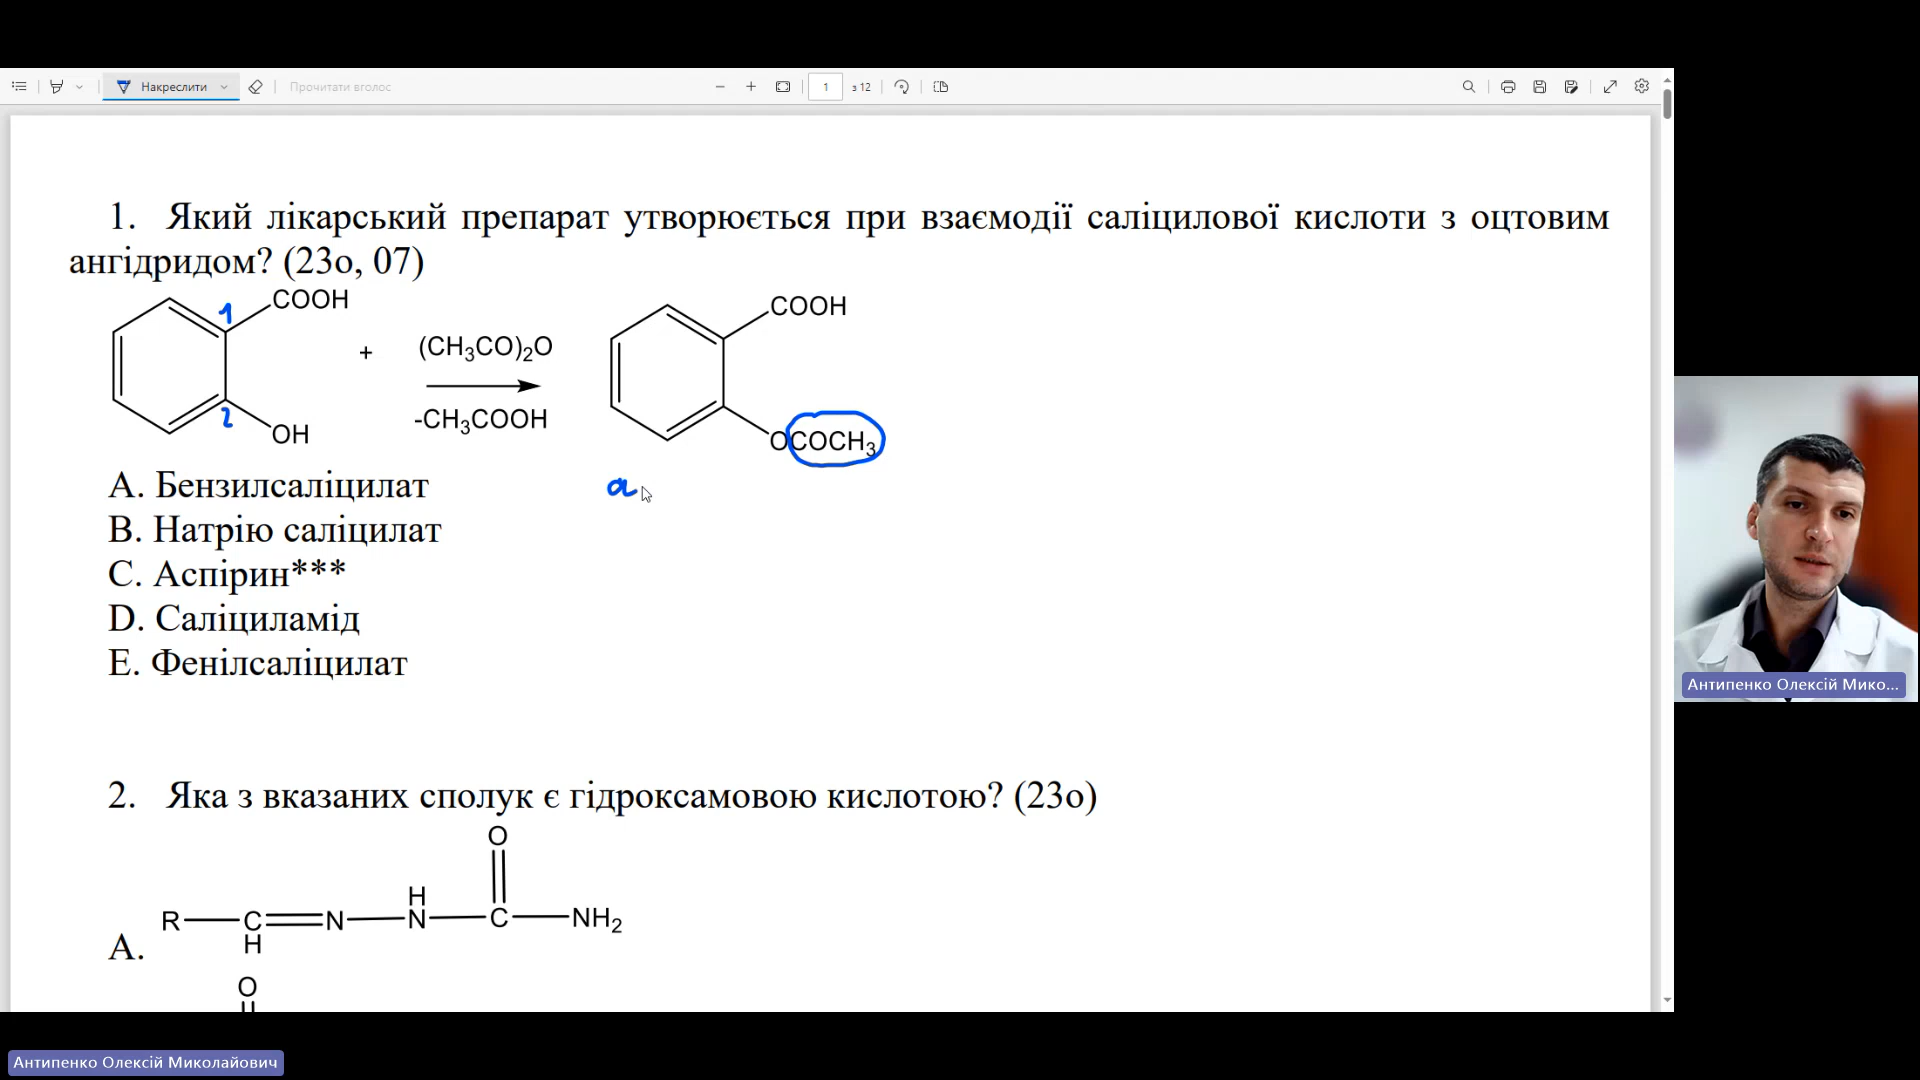 Накреслити
Прочитати вголос
1 з 12
1. Який лікарський препарат утворюється при взаємодії саліцилової кислоти з оцтовим
ангідридом? (23о, 07)
1
COOH
+
(CH3CO)2O
-CH3COOH
2
OH
COOH
OCOCH3
а
A. Бензилсаліцилат
B. Натрію саліцилат
C. Аспірин***
D. Саліциламід
E. Фенілсаліцилат
2. Яка з вказаних сполук є гідроксамовою кислотою? (23о)
O
H
R C N N C NH2
H
A.
O
Антипенко Олексій Мико...
Антипенко Олексій Миколайович